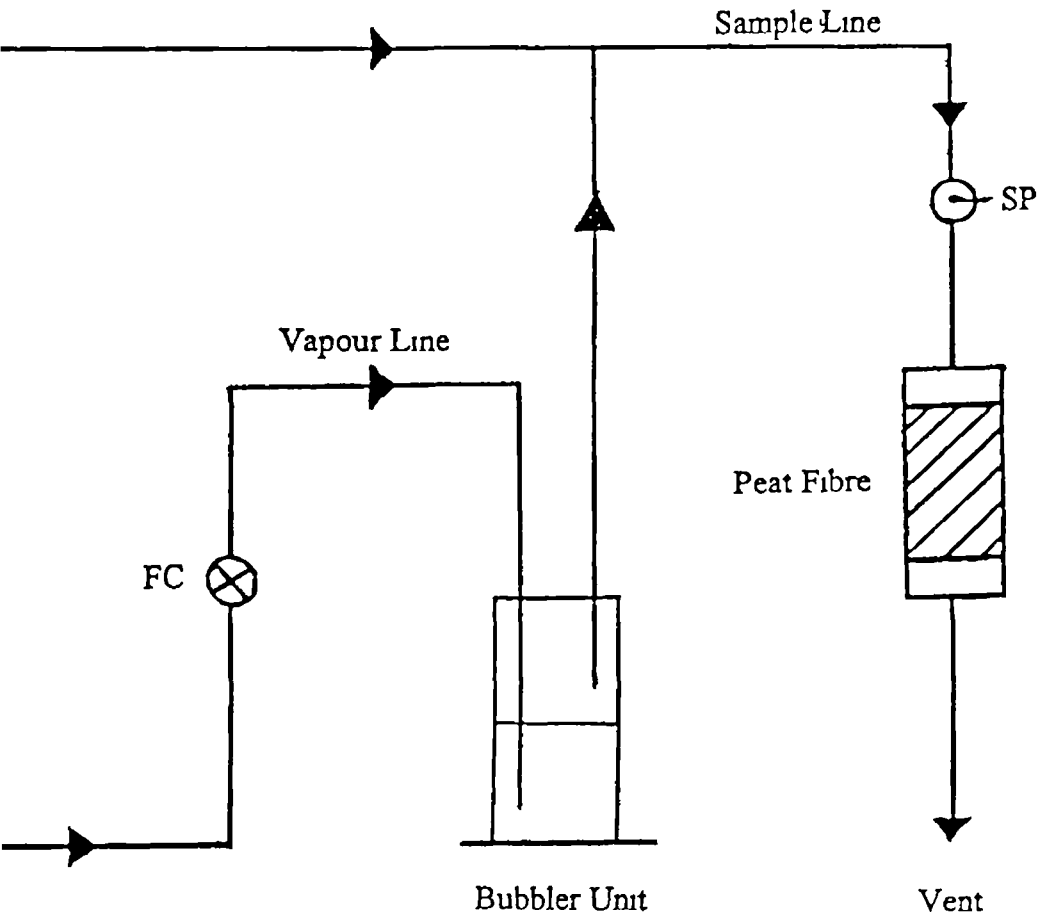 Sample Line
SP
Vapour Line
Peat Fibre
FC
Bubbler Unit
Vent